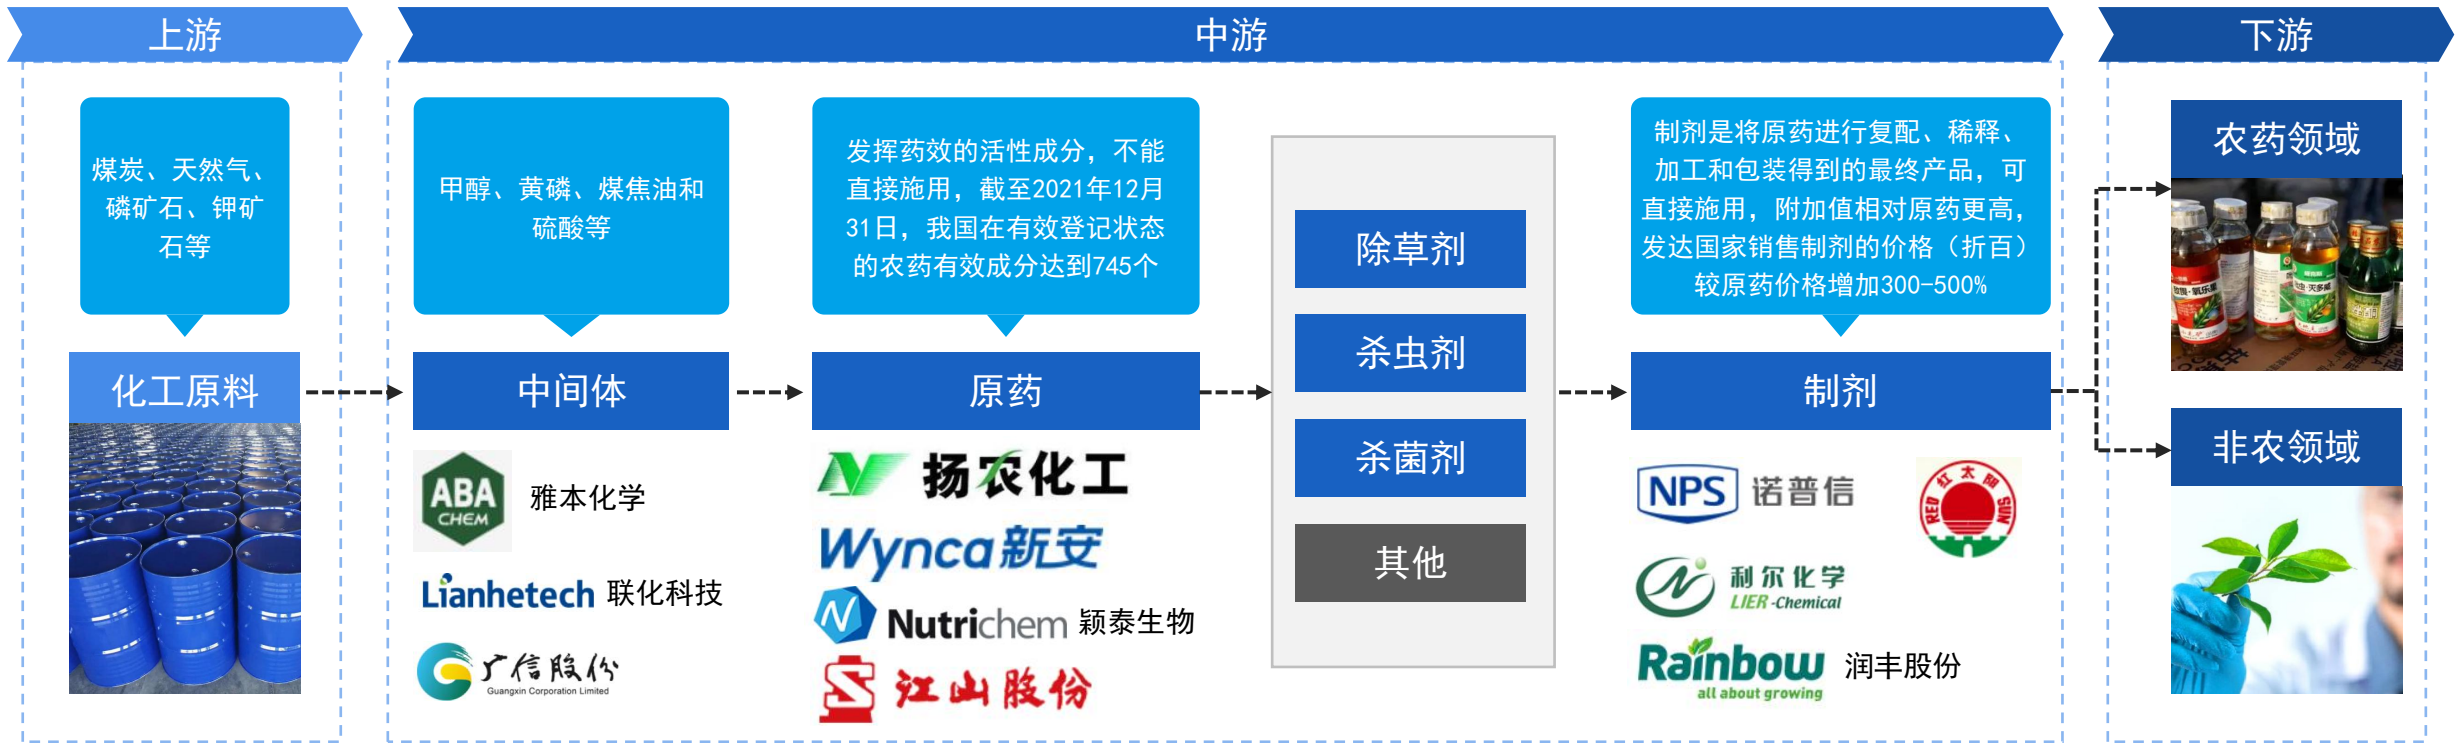 上游
中游
下游
煤炭、天然气、
磷矿石、钾矿
石等
化工原料
甲醇、黄磷、煤焦油和
硫酸等
中间体
ABA
CHEM
雅本化学
Lianhetech 联化科技
广信股份
Guangxin Corporation Limited
发挥药效的活性成分，不能
直接施用，截至2021年12月
31日，我国在有效登记状态
的农药有效成分达到745个
原药
扬农化工
Wynca新安
Nutrichem 颖泰生物
江山股份
除草剂
杀虫剂
杀菌剂
其他
制剂是将原药进行复配、稀释、
加工和包装得到的最终产品，可
直接施用，附加值相对原药更高，
发达国家销售制剂的价格（折百）
较原药价格增加300-500%
制剂
NPS 诺普信
红太阳
RED SUN
利尔化学
LIER-Chemical
Rainbow 润丰股份
all about growing
农药领域
非农领域